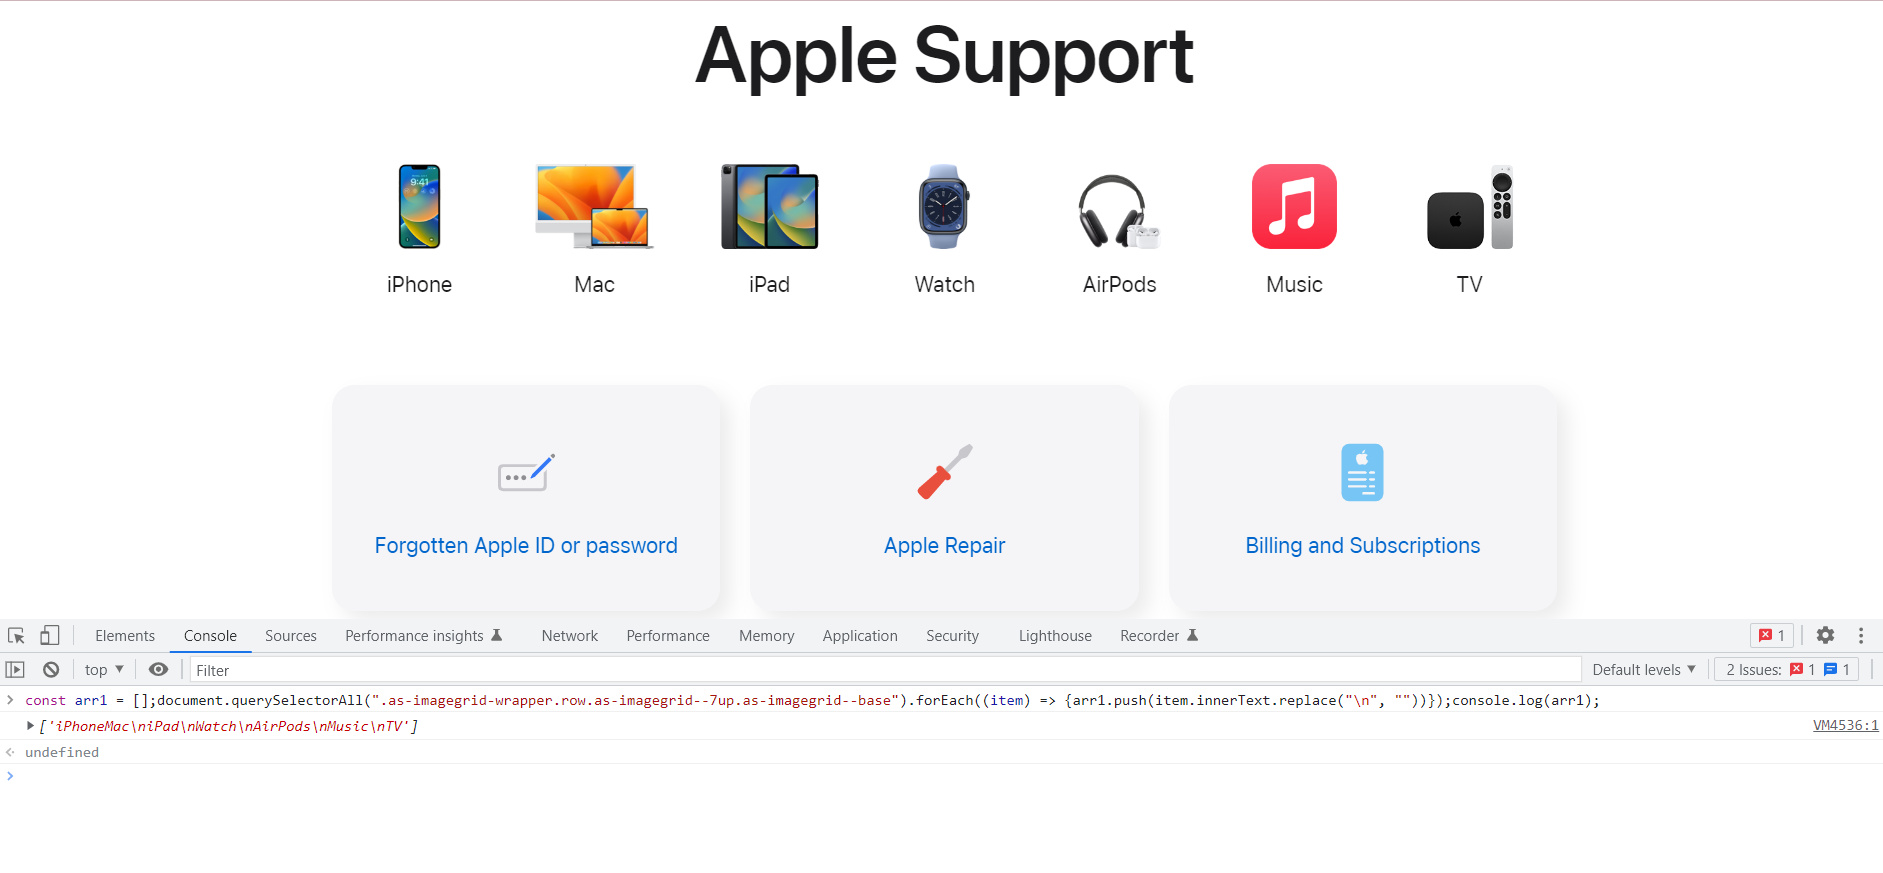 Apple Support
9:41
iPhone Mac iPad Watch AirPods Music TV
Forgotten Apple ID or password Apple Repair Billing and Subscriptions
Elements Console Sources Performance insights Network Performance Memory Application Security Lighthouse Recorder 1
top Filter Default levels 2 Issues: 1 1
const arr1 = [];document.querySelectorAll(".as-imagegrid-wrapper.row.as-imagegrid--7up.as-imagegrid--base").forEach((item) => {arr1.push(item.innerText.replace("\n", ""))});console.log(arr1);
['iPhoneMac\niPad\nWatch\nAirPods\nMusic\nTV'] VM4536:1
undefined